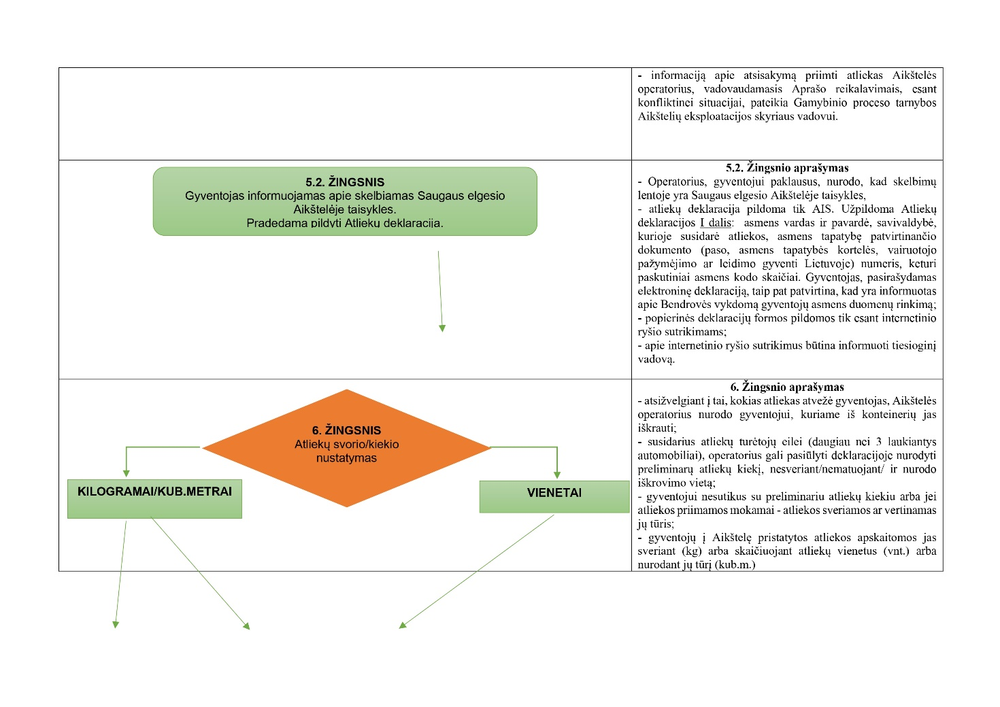 - informaciją apie atsisakymą priimti atliekas Aikštelės
operatorius, vadovaudamasis Aprašo reikalavimais, esant
konfliktinei situacijai, pateikia Gamybinio proceso tarnybos
Aikštelių eksploatacijos skyriaus vadovui.
5.2. ŽINGSNIS
Gyventojas informuojamas apie skelbiamas Saugaus elgesio
Aikštelėje taisykles.
Pradedama pildyti Atliekų deklaracija.
5.2. Žingsnio aprašymas
- Operatorius, gyventojui paklausus, nurodo, kad skelbimų
lentoje yra Saugaus elgesio Aikštelėje taisykles,
- atliekų deklaracija pildoma tik AIS. Užpildoma Atliekų
deklaracijos I dalis: asmens vardas ir pavardė, savivaldybė,
kurioje susidarė atliekos, asmens tapatybę patvirtinančio
dokumento (paso, asmens tapatybės kortelės, vairuotojo
pažymėjimo ar leidimo gyventi Lietuvoje) numeris, keturi
paskutiniai asmens kodo skaičiai. Gyventojas, pasirašydamas
elektroninę deklaraciją, taip pat patvirtina, kad yra informuotas
apie Bendrovės vykdomą gyventojų asmens duomenų rinkimą;
- popierinės deklaracijų formos pildomos tik esant internetinio
ryšio sutrikimams;
- apie internetinio ryšio sutrikimus būtina informuoti tiesioginį
vadovą.
6. ŽINGSNIS
Atliekų svorio/kiekio
nustatymas
KILOGRAMAI/KUB.METRAI
VIENETAI
6. Žingsnio aprašymas
- atsižvelgiant į tai, kokias atliekas atvežė gyventojas, Aikštelės
operatorius nurodo gyventojui, kuriame iš konteinerių jas
iškrauti;
- susidarius atliekų turėtojų eilei (daugiau nei 3 laukiantys
automobiliai), operatorius gali pasiūlyti deklaracijoje nurodyti
preliminarų atliekų kiekį, nesveriant/nematuojant/ ir nurodo
iškrovimo vietą;
- gyventojui nesutikus su preliminariu atliekų kiekiu arba jei
atliekos priimamos mokamai - atliekos sveriamos ar vertinamas
jų tūris;
- gyventojų į Aikštelę pristatytos atliekos apskaitomos jas
sveriant (kg) arba skaičiuojant atliekų vienetus (vnt.) arba
nurodant jų tūrį (kub.m.)